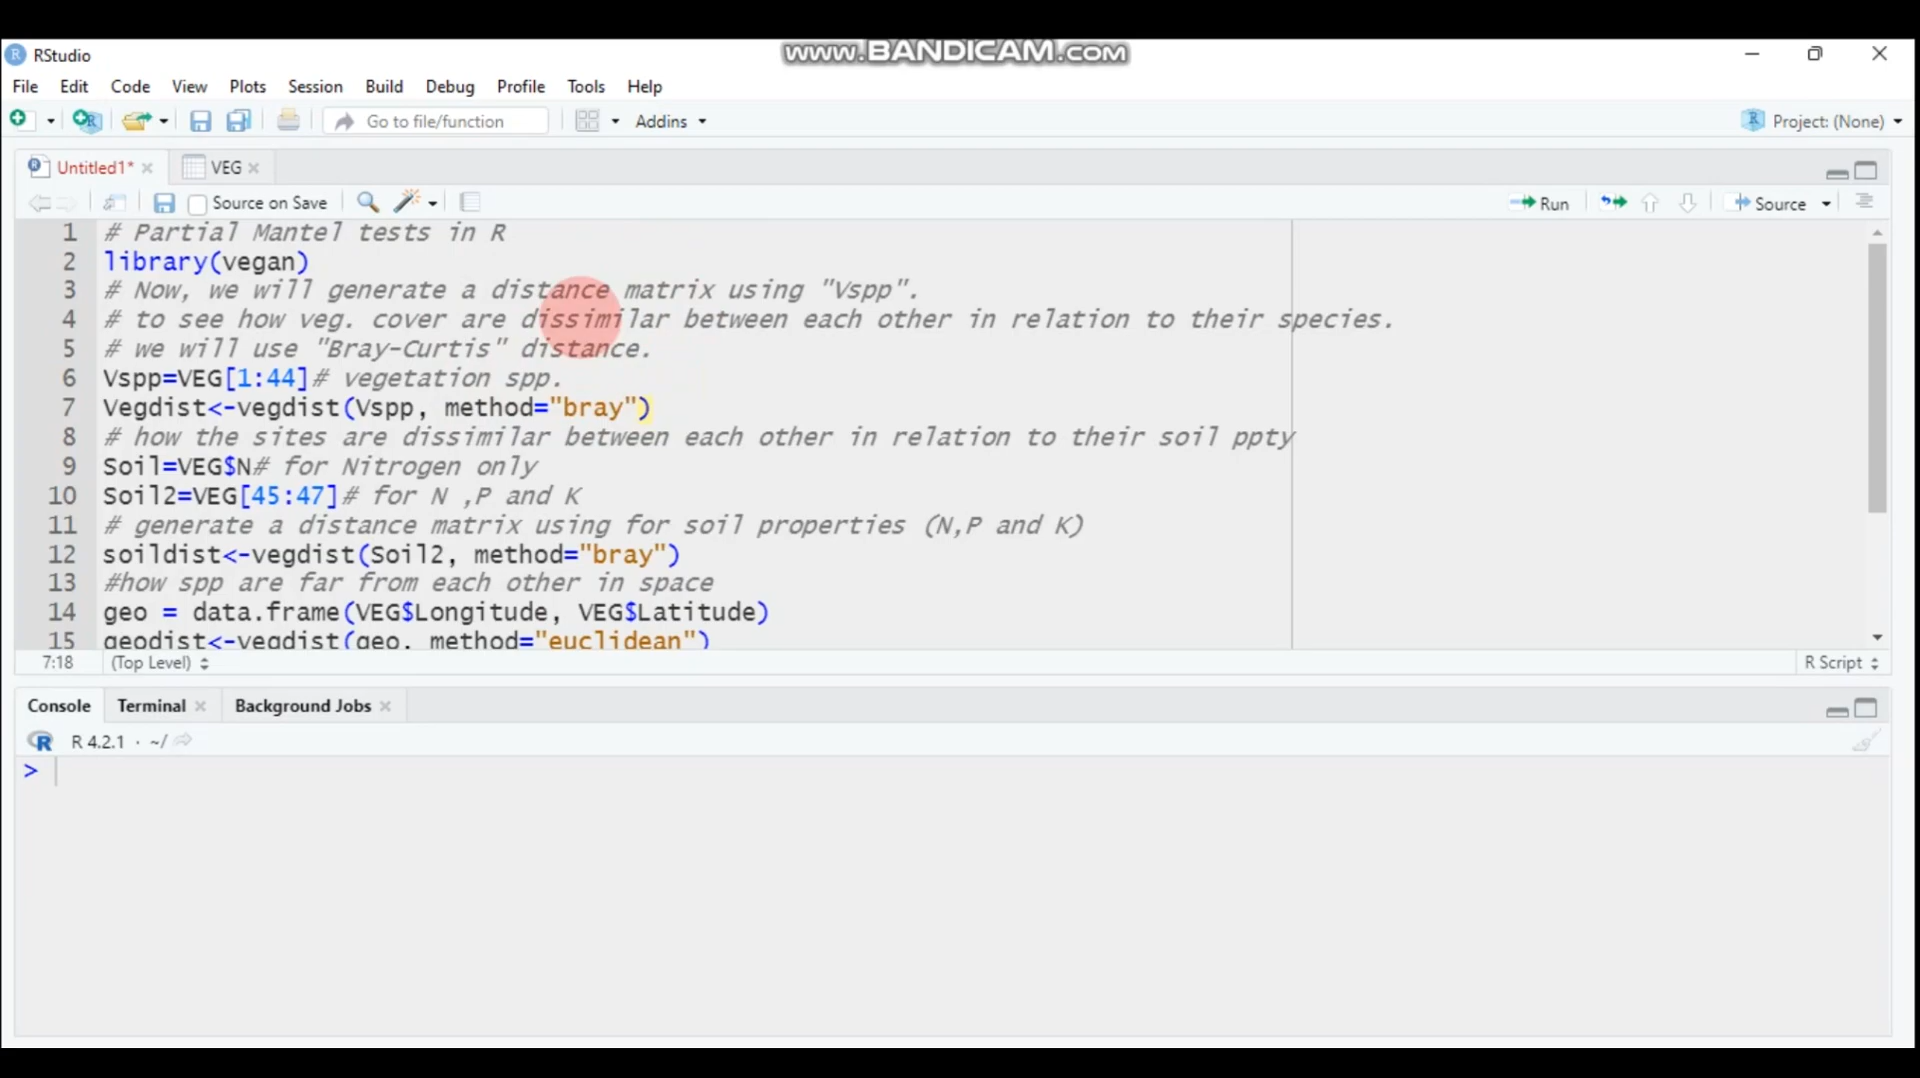 www.BANDICAM.com
RStudio
File Edit Code View Plots Session Build Debug Profile Tools Help
Go to file/function Addins Project: (None)
Untitled1* VEG
Source on Save Run Source
1 # Partial Mantel tests in R
2 library(vegan)
3 # Now, we will generate a distance matrix using "Vspp".
4 # to see how veg. cover are dissimilar between each other in relation to their species.
5 # we will use "Bray-Curtis" distance.
6 Vspp=VEG[1:44]# vegetation spp.
7 Vegdist<-vegdist(Vspp, method="bray")
8 # how the sites are dissimilar between each other in relation to their soil ppty
9 Soil=VEG$N# for Nitrogen only
10 Soil2=VEG[45:47]# for N ,P and K
11 # generate a distance matrix using for soil properties (N,P and K)
12 soildist<-vegdist(Soil2, method="bray")
13 #how spp are far from each other in space
14 geo = data.frame(VEG$Longitude, VEG$Latitude)
15 geodist<-vegdist(geo, method="euclidean")
7:18 (Top Level) R Script
Console Terminal Background Jobs
R 4.2.1 · ~/
>